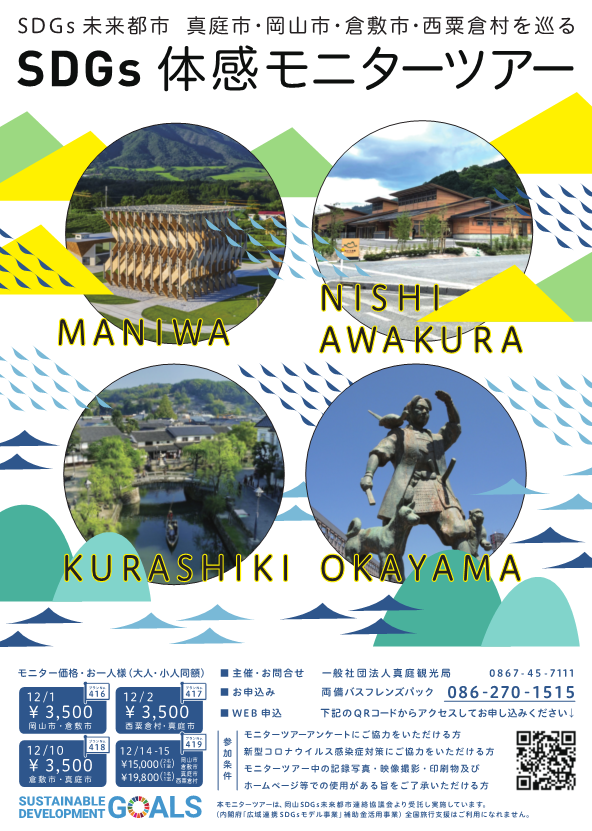 SDGs 未来都市 真庭市・岡山市・倉敷市・西粟倉村を巡る
SDGs 体感モニターツアー
MANIWA
NISHI
AWAKURA
KURASHIKI
OKAYAMA
モニター価格・お一人様（大人・小人同額）
12/1
プランNo.
416
¥3,500
岡山市・倉敷市
12/2
プランNo.
417
¥3,500
西粟倉村・真庭市
12/10
プランNo.
418
¥3,500
倉敷市・真庭市
12/14-15
プランNo.
419
¥15,000
¥19,800
岡山市
倉敷市
真庭市
西粟倉村
■主催・お問合せ 一般社団法人真庭観光局 0867-45-7111
■お申込み 両備バスフレンズパック 086-270-1515
■WEB申込 下記のQRコードからアクセスしてお申し込みください↓
参加条件
モニターツアーアンケートにご協力をいただける方
新型コロナウイルス感染症対策にご協力をいただける方
モニターツアー中の記録写真・映像撮影・印刷物及び
ホームページ等での使用がある旨をご了承いただける方
SUSTAINABLE
DEVELOPMENT GOALS
本モニターツアーは、岡山SDGs未来都市連絡協議会より受託し実施しています。
（内閣府「広域連携SDGsモデル事業」補助金活用事業）全国旅行支援はご利用になれません。